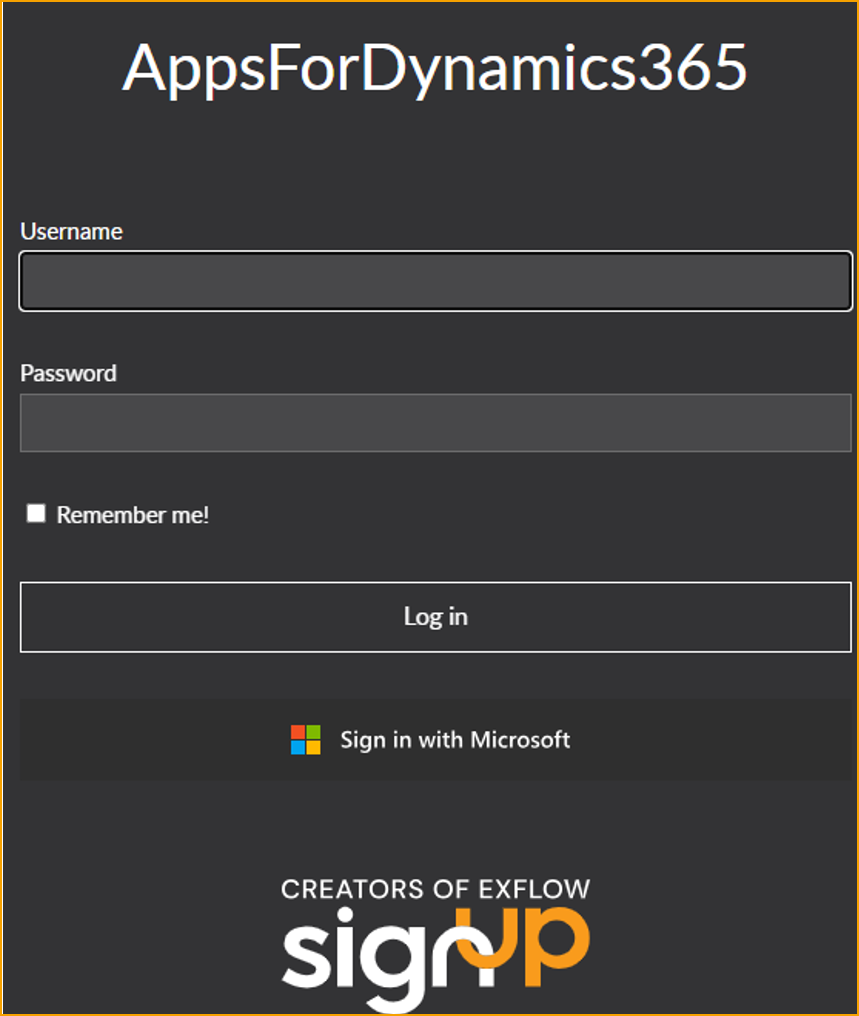 AppsForDynamics365
Username
Password
Remember me!
Log in
Sign in with Microsoft
CREATORS OF EXFLOW
signup